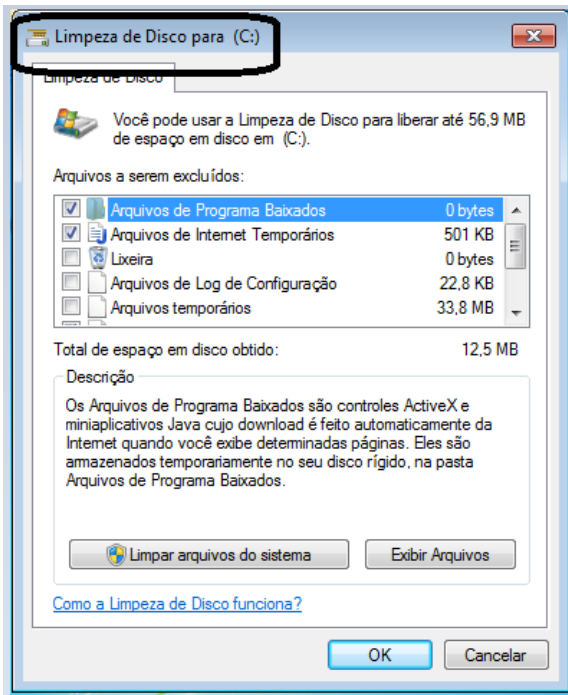 Limpeza de Disco para (C:)
Limpeza de Disco
Você pode usar a Limpeza de Disco para liberar até 56,9 MB
de espaço em disco em (C:).
Arquivos a serem excluídos:
Arquivos de Programa Baixados 0 bytes
Arquivos de Internet Temporários 501 KB
Lixeira 0 bytes
Arquivos de Log de Configuração 22,8 KB
Arquivos temporários 33,8 MB
Total de espaço em disco obtido: 12,5 MB
Descrição
Os Arquivos de Programa Baixados são controles ActiveX e
miniaplicativos Java cujo download é feito automaticamente da
Internet quando você exibe determinadas páginas. Eles são
armazenados temporariamente no seu disco rígido, na pasta
Arquivos de Programa Baixados.
Limpar arquivos do sistema Exibir Arquivos
Como a Limpeza de Disco funciona?
OK Cancelar